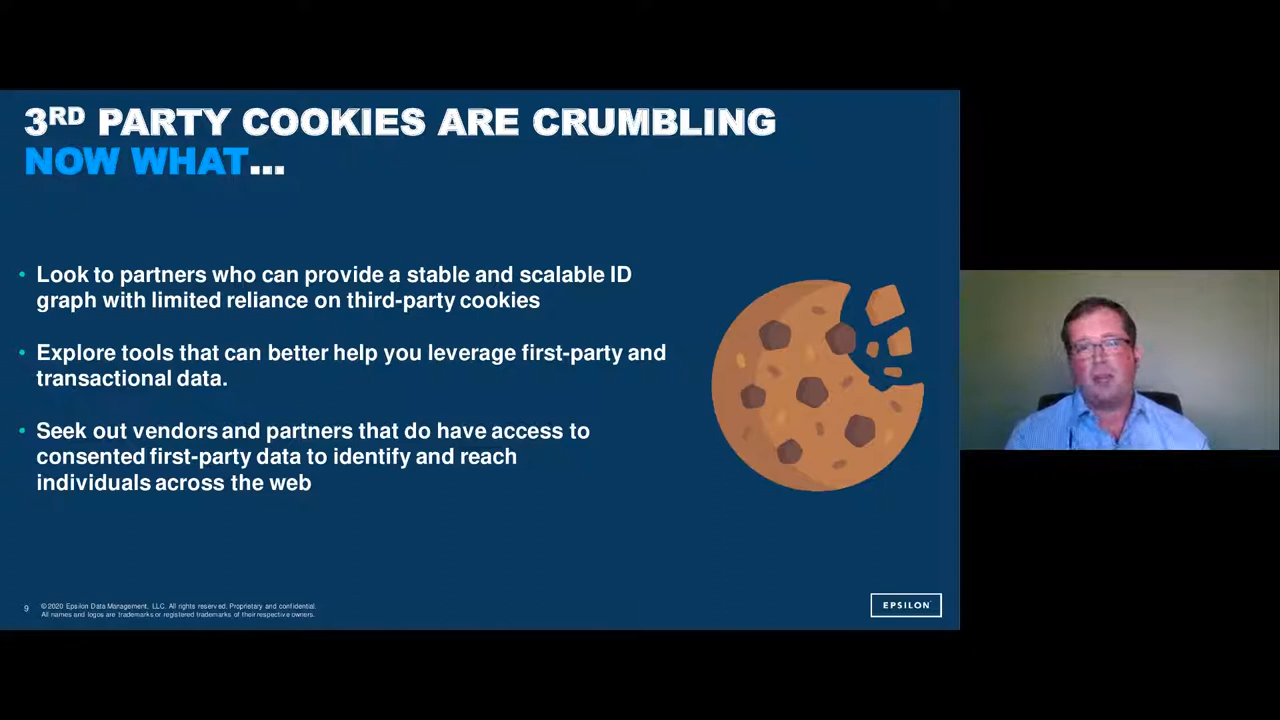 3RD PARTY COOKIES ARE CRUMBLING
NOW WHAT...
• Look to partners who can provide a stable and scalable ID
graph with limited reliance on third-party cookies
• Explore tools that can better help you leverage first-party and
transactional data.
• Seek out vendors and partners that do have access to
consented first-party data to identify and reach
individuals across the web
9
© 2020 Epsilon Data Management, LLC. All rights reserved. Proprietary and confidential.
All names and logos are trademarks or registered trademarks of their respective owners.
EPSILON